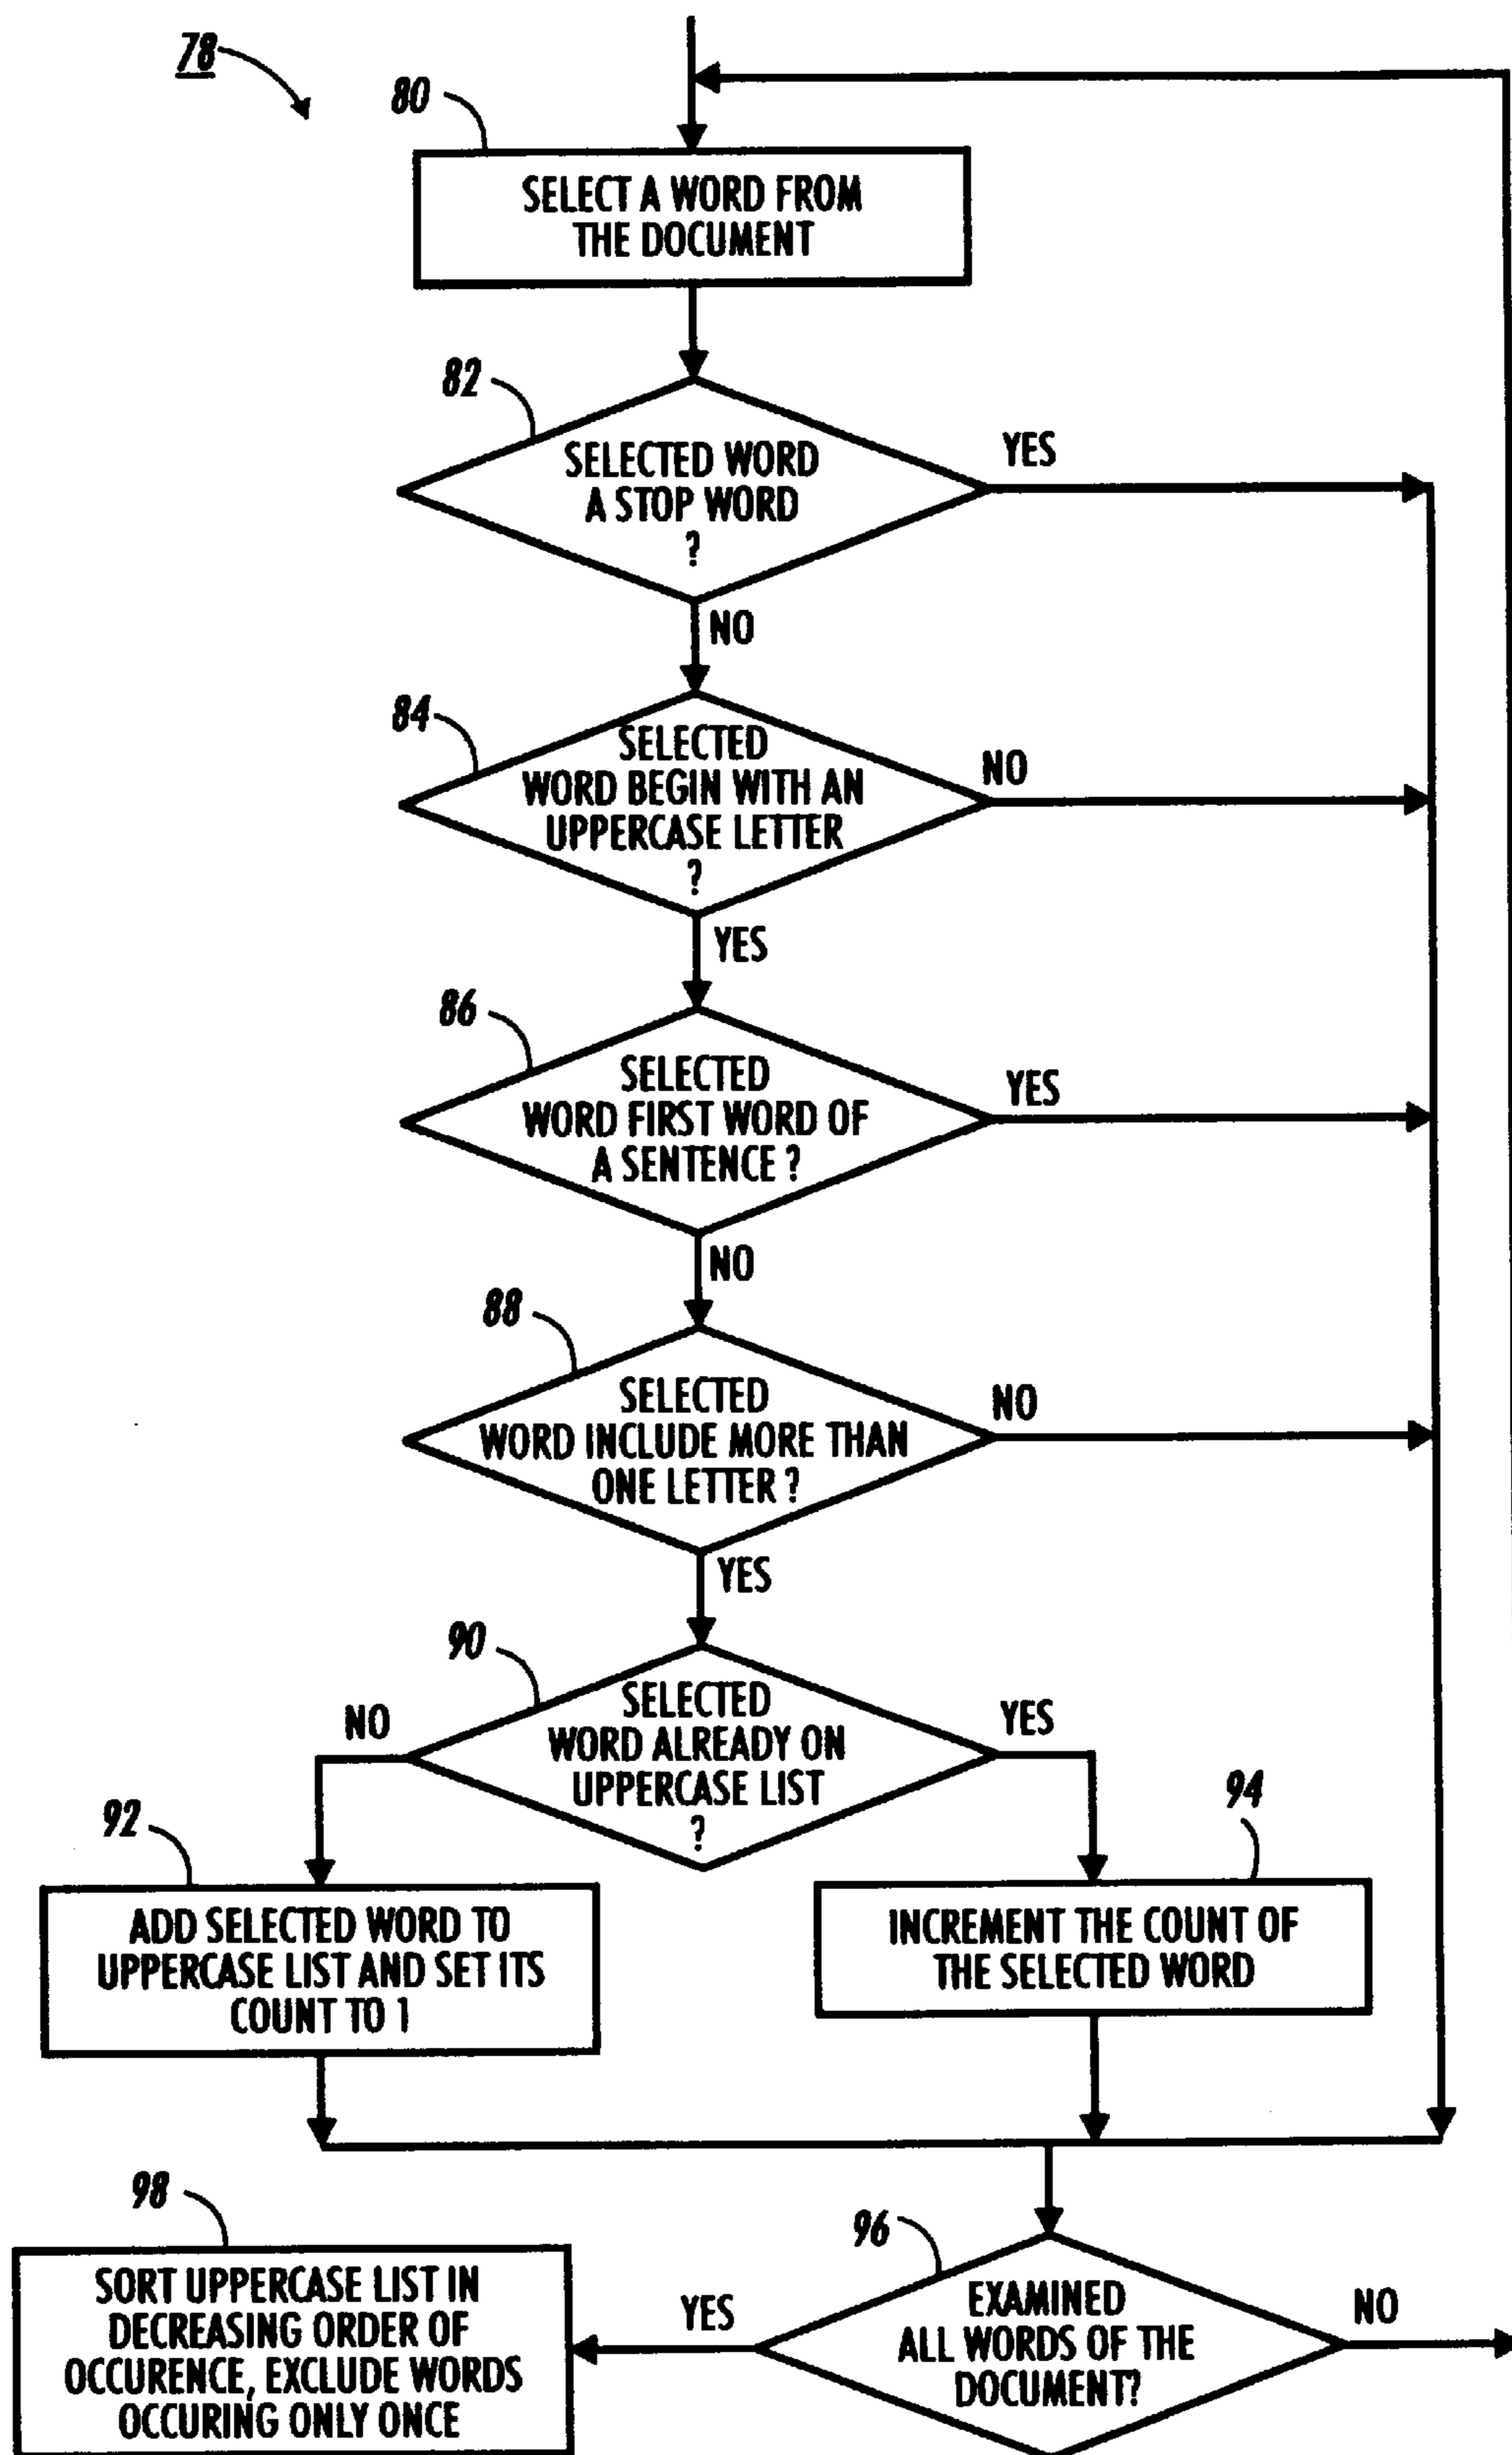 78
80
SELECT A WORD FROM
THE DOCUMENT
82
SELECTED WORD
A STOP WORD
?
YES
NO
84
SELECTED
WORD BEGIN WITH AN
UPPERCASE LETTER
?
NO
YES
86
SELECTED
WORD FIRST WORD OF
A SENTENCE ?
YES
NO
88
SELECTED
WORD INCLUDE MORE THAN
ONE LETTER ?
NO
YES
90
SELECTED
WORD ALREADY ON
UPPERCASE LIST
?
NO
YES
92
ADD SELECTED WORD TO
UPPERCASE LIST AND SET ITS
COUNT TO 1
94
INCREMENT THE COUNT OF
THE SELECTED WORD
96
EXAMINED
ALL WORDS OF THE
DOCUMENT?
YES
NO
98
SORT UPPERCASE LIST IN
DECREASING ORDER OF
OCCURENCE, EXCLUDE WORDS
OCCURING ONLY ONCE